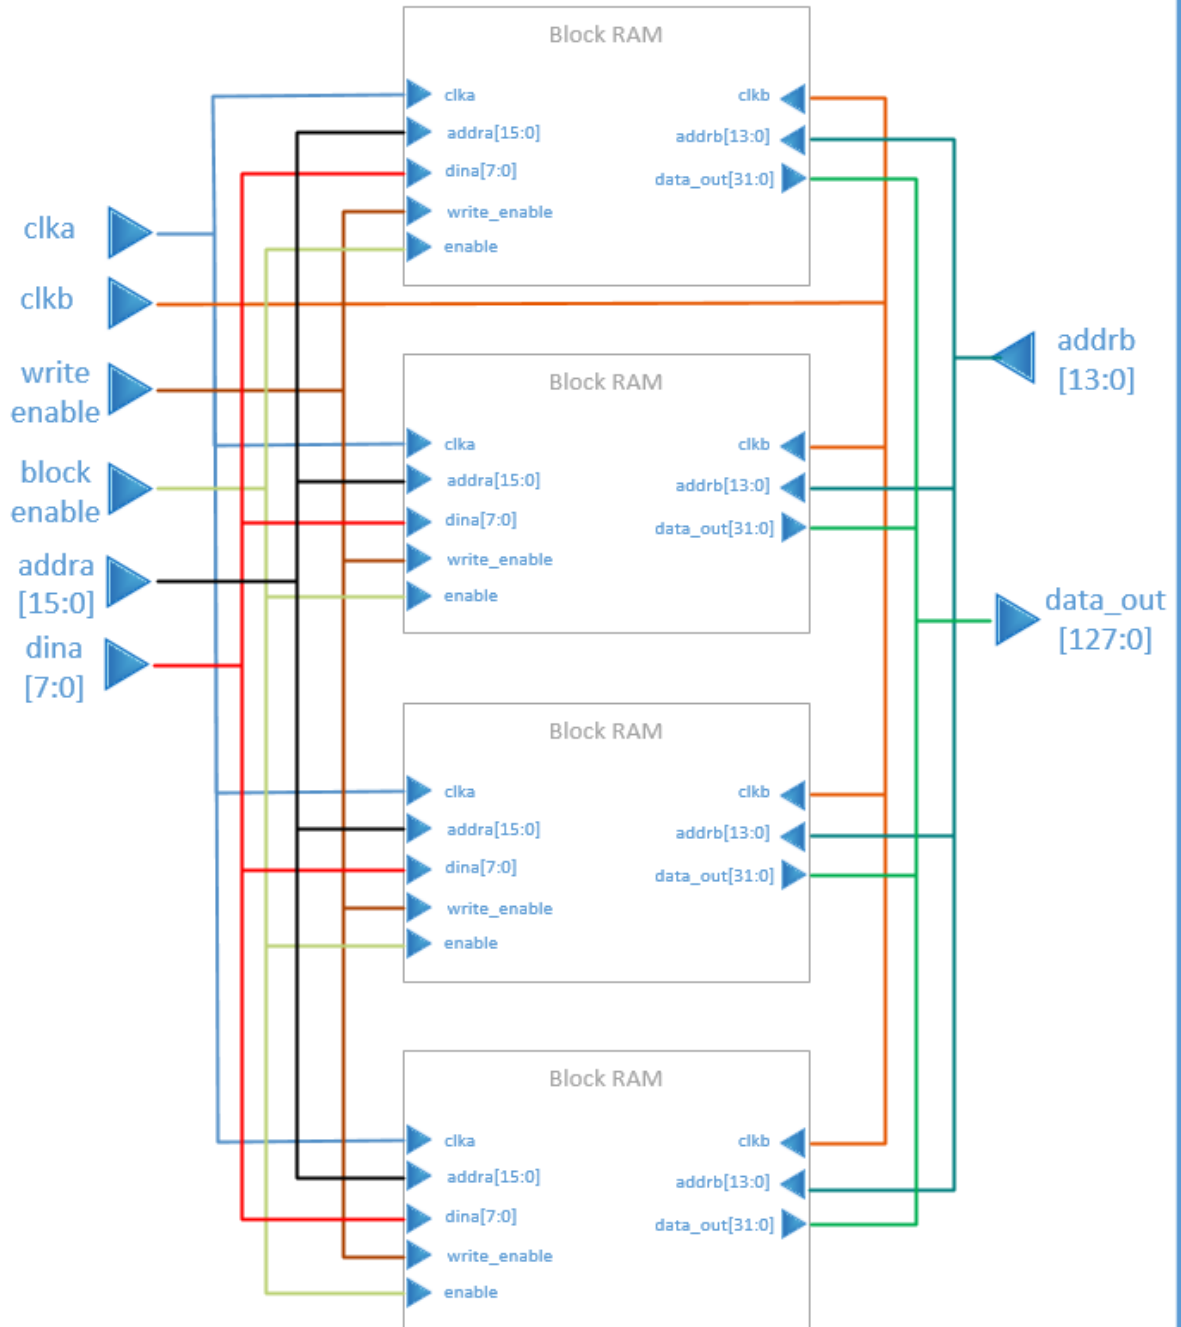 clka
clkb
write
enable
block
enable
addra
[15:0]
dina
[7:0]
Block RAM
clka
addra[15:0]
dina[7:0]
write_enable
enable
clkb
addrb[13:0]
data_out[31:0]
Block RAM
clka
addra[15:0]
dina[7:0]
write_enable
enable
clkb
addrb[13:0]
data_out[31:0]
Block RAM
clka
addra[15:0]
dina[7:0]
write_enable
enable
clkb
addrb[13:0]
data_out[31:0]
Block RAM
clka
addra[15:0]
dina[7:0]
write_enable
enable
clkb
addrb[13:0]
data_out[31:0]
addrb
[13:0]
data_out
[127:0]